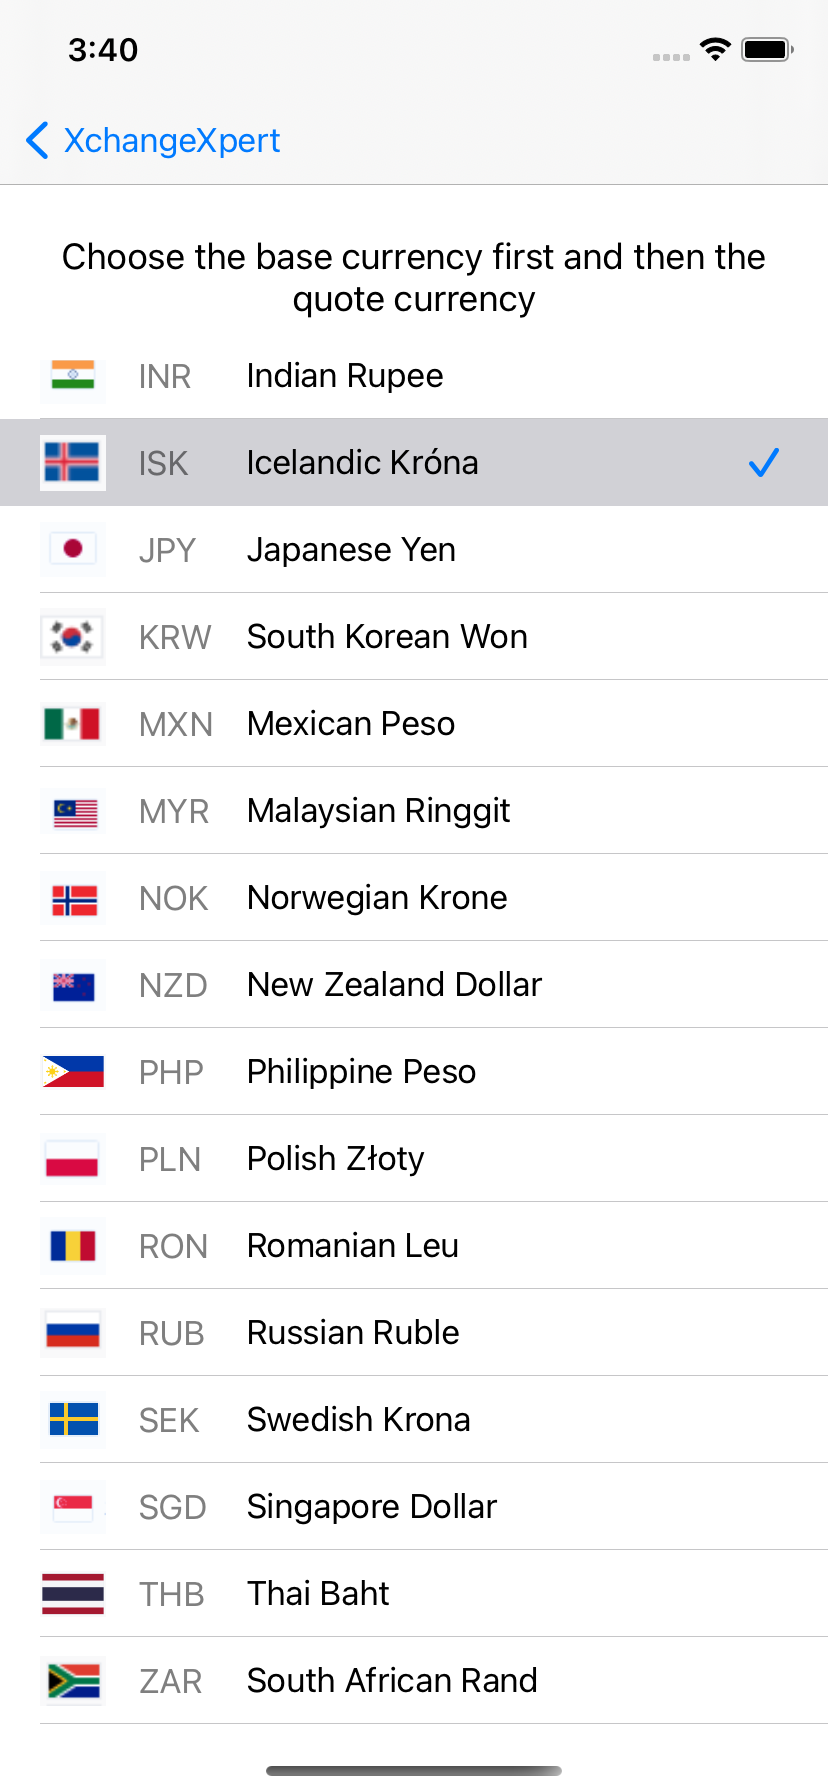 3:40
XchangeXpert
Choose the base currency first and then the
quote currency
INR Indian Rupee
ISK Icelandic Króna
JPY Japanese Yen
KRW South Korean Won
MXN Mexican Peso
MYR Malaysian Ringgit
NOK Norwegian Krone
NZD New Zealand Dollar
PHP Philippine Peso
PLN Polish Złoty
RON Romanian Leu
RUB Russian Ruble
SEK Swedish Krona
SGD Singapore Dollar
THB Thai Baht
ZAR South African Rand